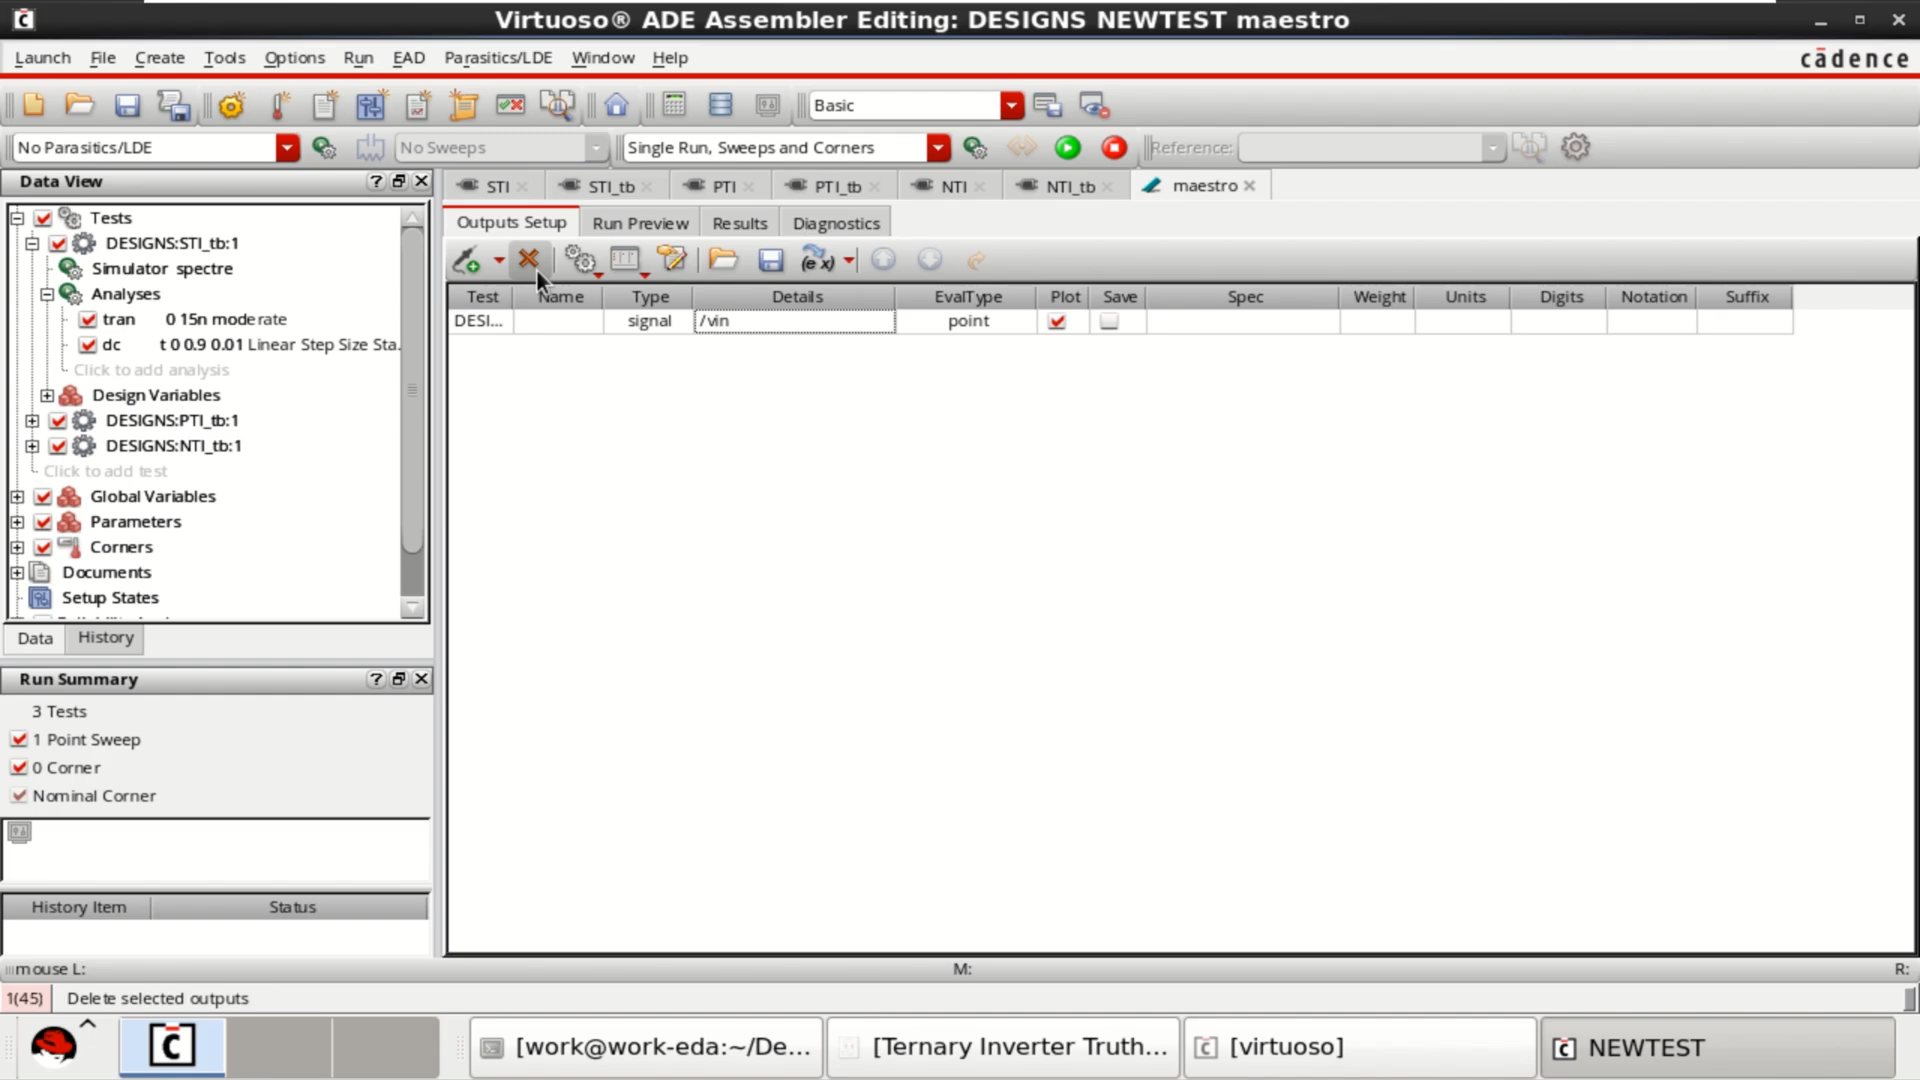 Virtuoso® ADE Assembler Editing: DESIGNS NEWTEST maestro
Launch File Create Tools Options Run EAD Parasitics/LDE Window Help
cādence
Basic
No Parasitics/LDE
No Sweeps
Single Run, Sweeps and Corners
Reference:
Data View
STI STI_tb PTI PTI_tb NTI NTI_tb maestro
Tests
DESIGNS:STI_tb:1
Simulator spectre
Analyses
tran 0 15n moderate
dc t 0 0.9 0.01 Linear Step Size Sta.
Click to add analysis
Design Variables
DESIGNS:PTI_tb:1
DESIGNS:NTI_tb:1
Click to add test
Global Variables
Parameters
Corners
Documents
Setup States
Data History
Outputs Setup Run Preview Results Diagnostics
(e x)
Test Name Type Details EvalType Plot Save Spec Weight Units Digits Notation Suffix
DESI... signal /vin point
Run Summary
3 Tests
1 Point Sweep
0 Corner
Nominal Corner
History Item Status
mouse L: M: R:
1(45) Delete selected outputs
[work@work-eda:~/De... [Ternary Inverter Truth... [virtuoso] NEWTEST